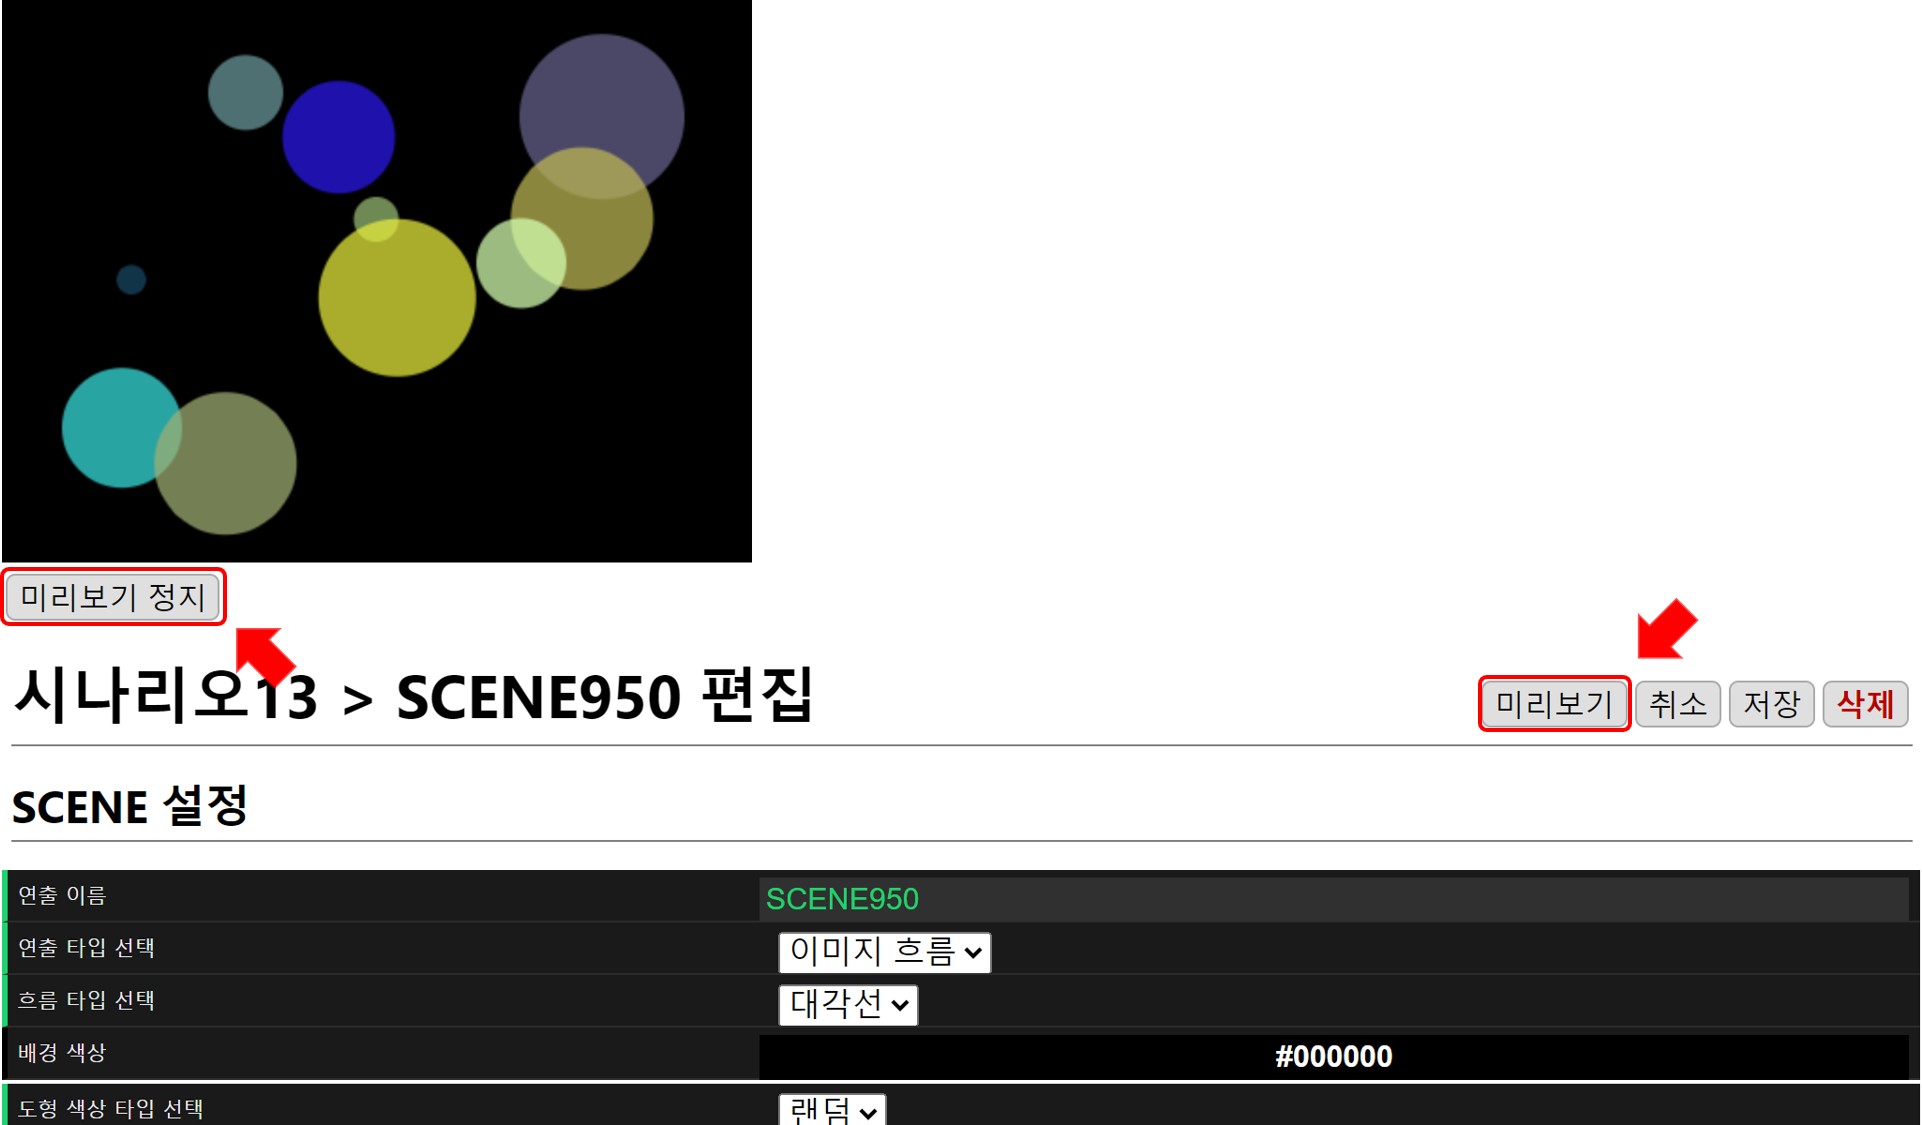 미리보기 정지
시나리오13 > SCENE950 편집
미리보기 취소 저장 삭제
SCENE 설정
연출 이름 SCENE950
연출 타입 선택 이미지 흐름
흐름 타입 선택 대각선
배경 색상 #000000
도형 색상 타입 선택 랜덤